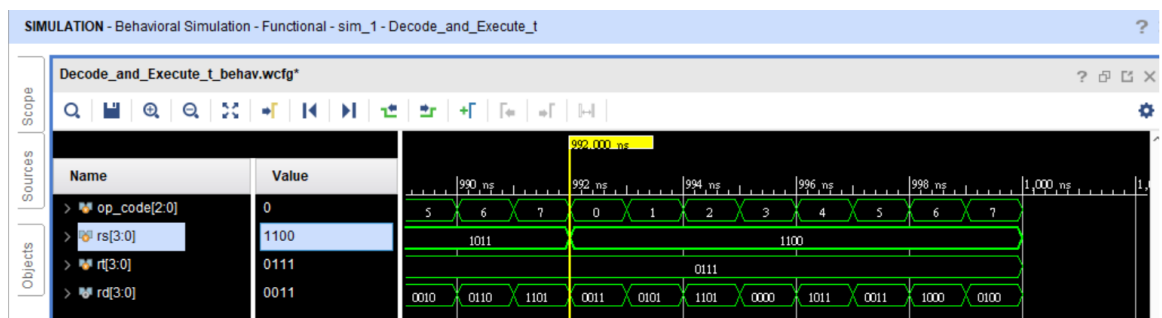 SIMULATION - Behavioral Simulation - Functional - sim_1 - Decode_and_Execute_t ?
Decode_and_Execute_t_behav.wcfg* ?
Scope
Sources
Objects
992.000 ns
Name Value
990 ns 992 ns 994 ns 996 ns 998 ns 1,000 ns 1,
op_code[2:0] 0 5 6 7 0 1 2 3 4 5 6 7
rs[3:0] 1100 1011 1100
rt[3:0] 0111 0111
rd[3:0] 0011 0010 0110 1101 0011 0101 1101 0000 1011 0011 1000 0100